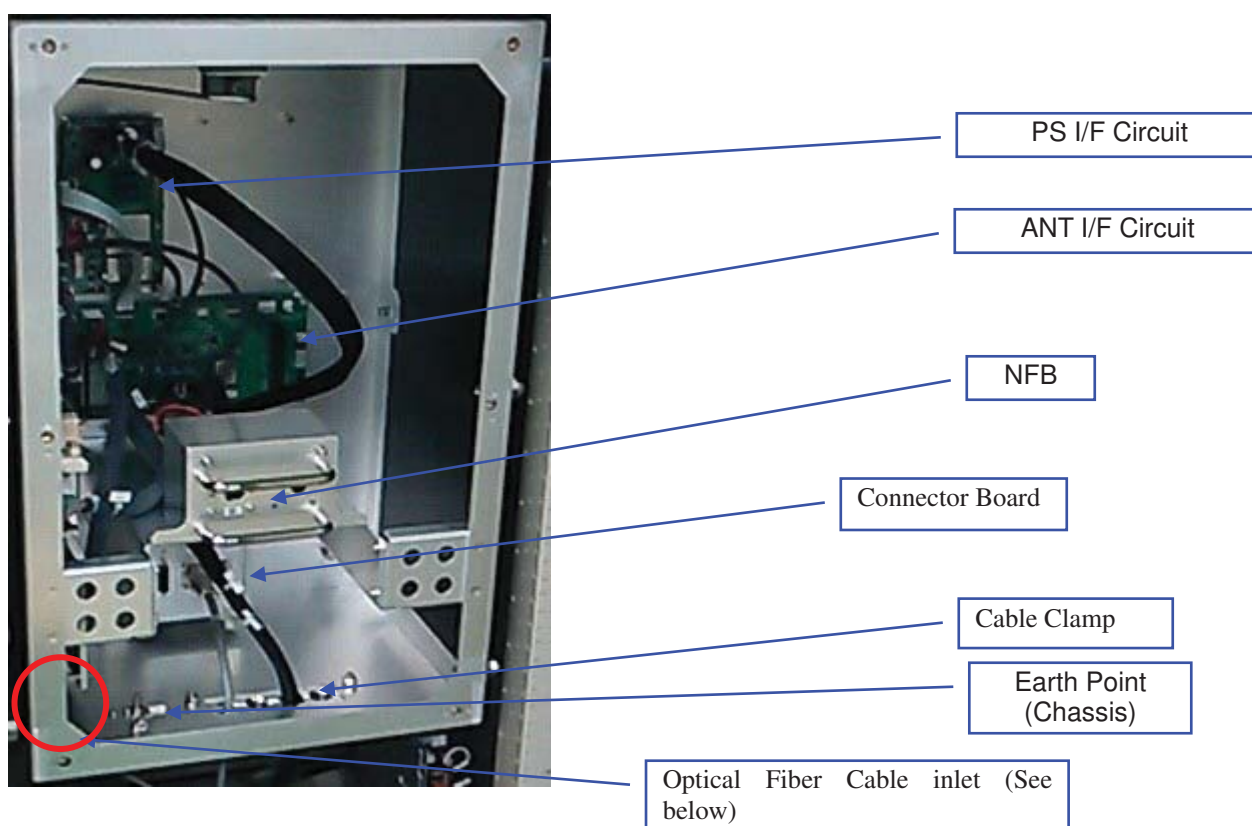 PS I/F Circuit
ANT I/F Circuit
NFB
Connector Board
Cable Clamp
Earth Point
(Chassis)
Optical Fiber Cable inlet (See
below)